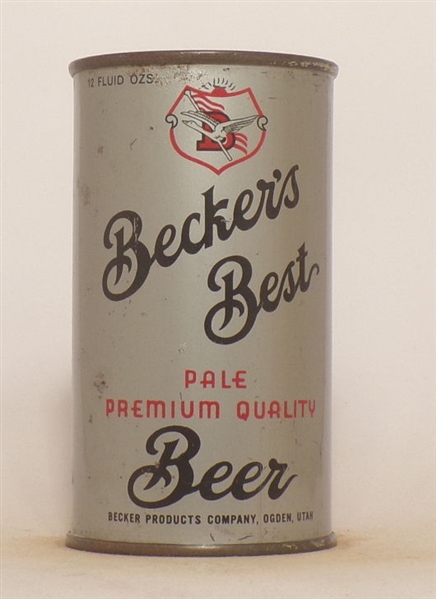 12 FLUID OZS.
B
Becker's
Best
PALE
PREMIUM QUALITY
Beer
BECKER PRODUCTS COMPANY, OGDEN, UTAH